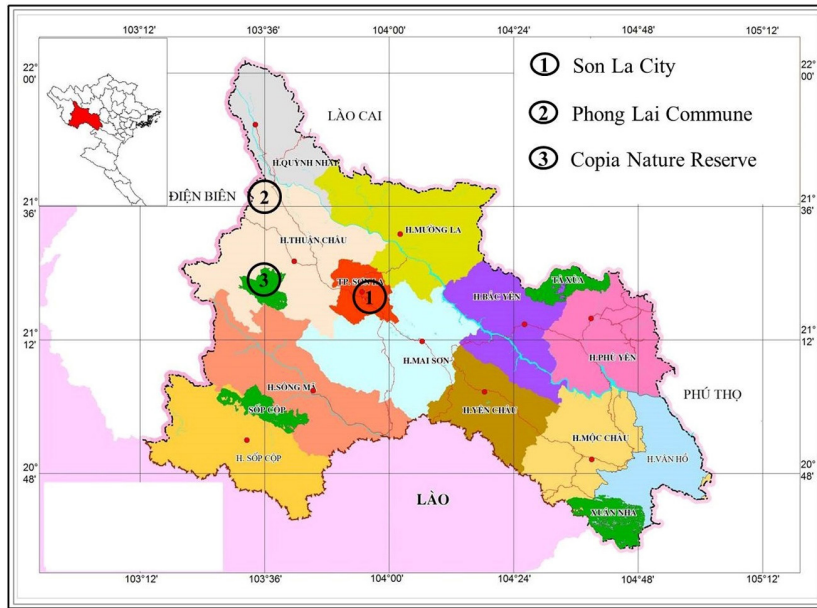 103°12'
103°36'
104°00'
104°24'
104°48'
105°12'
22°
00'
22°
00'
LÀO CAI
1 Son La City
2 Phong Lai Commune
3 Copia Nature Reserve
H.QUỲNH NHAI
ĐIỆN BIÊN
2
21°
36'
21°
36'
H.THUẬN CHÂU
H.MƯỜNG LA
3
TP.SƠN LA
1
H.BẮC YÊN
TÀ XÙA
21°
12'
21°
12'
H.MAI SƠN
H.PHÙ YÊN
H.SÔNG MÃ
PHÚ THỌ
SỐP CỘP
H.YÊN CHÂU
H.MỘC CHÂU
H. SỐP CỘP
H.VÂN HỒ
20°
48'
20°
48'
LÀO
XUÂN NHA
103°12'
103°36'
104°00'
104°24'
104°48'
105°12'